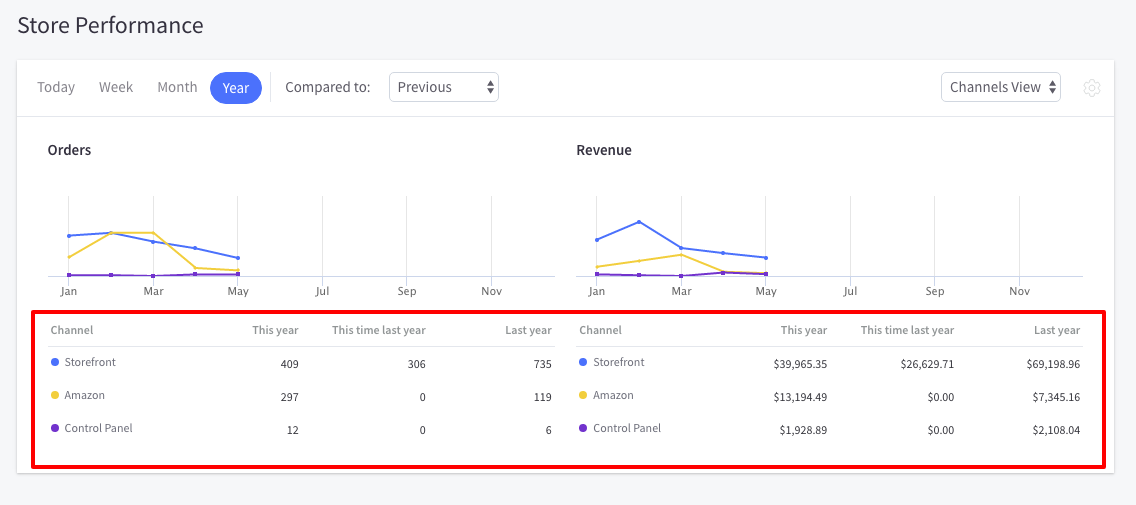 Store Performance
Today Week Month Year Compared to: Previous Channels View
Orders Revenue
Jan Mar May Jul Sep Nov Jan Mar May Jul Sep Nov
Channel This year This time last year Last year Channel This year This time last year Last year
Storefront 409 306 735 Storefront $39,965.35 $26,629.71 $69,198.96
Amazon 297 0 119 Amazon $13,194.49 $0.00 $7,345.16
Control Panel 12 0 6 Control Panel $1,928.89 $0.00 $2,108.04